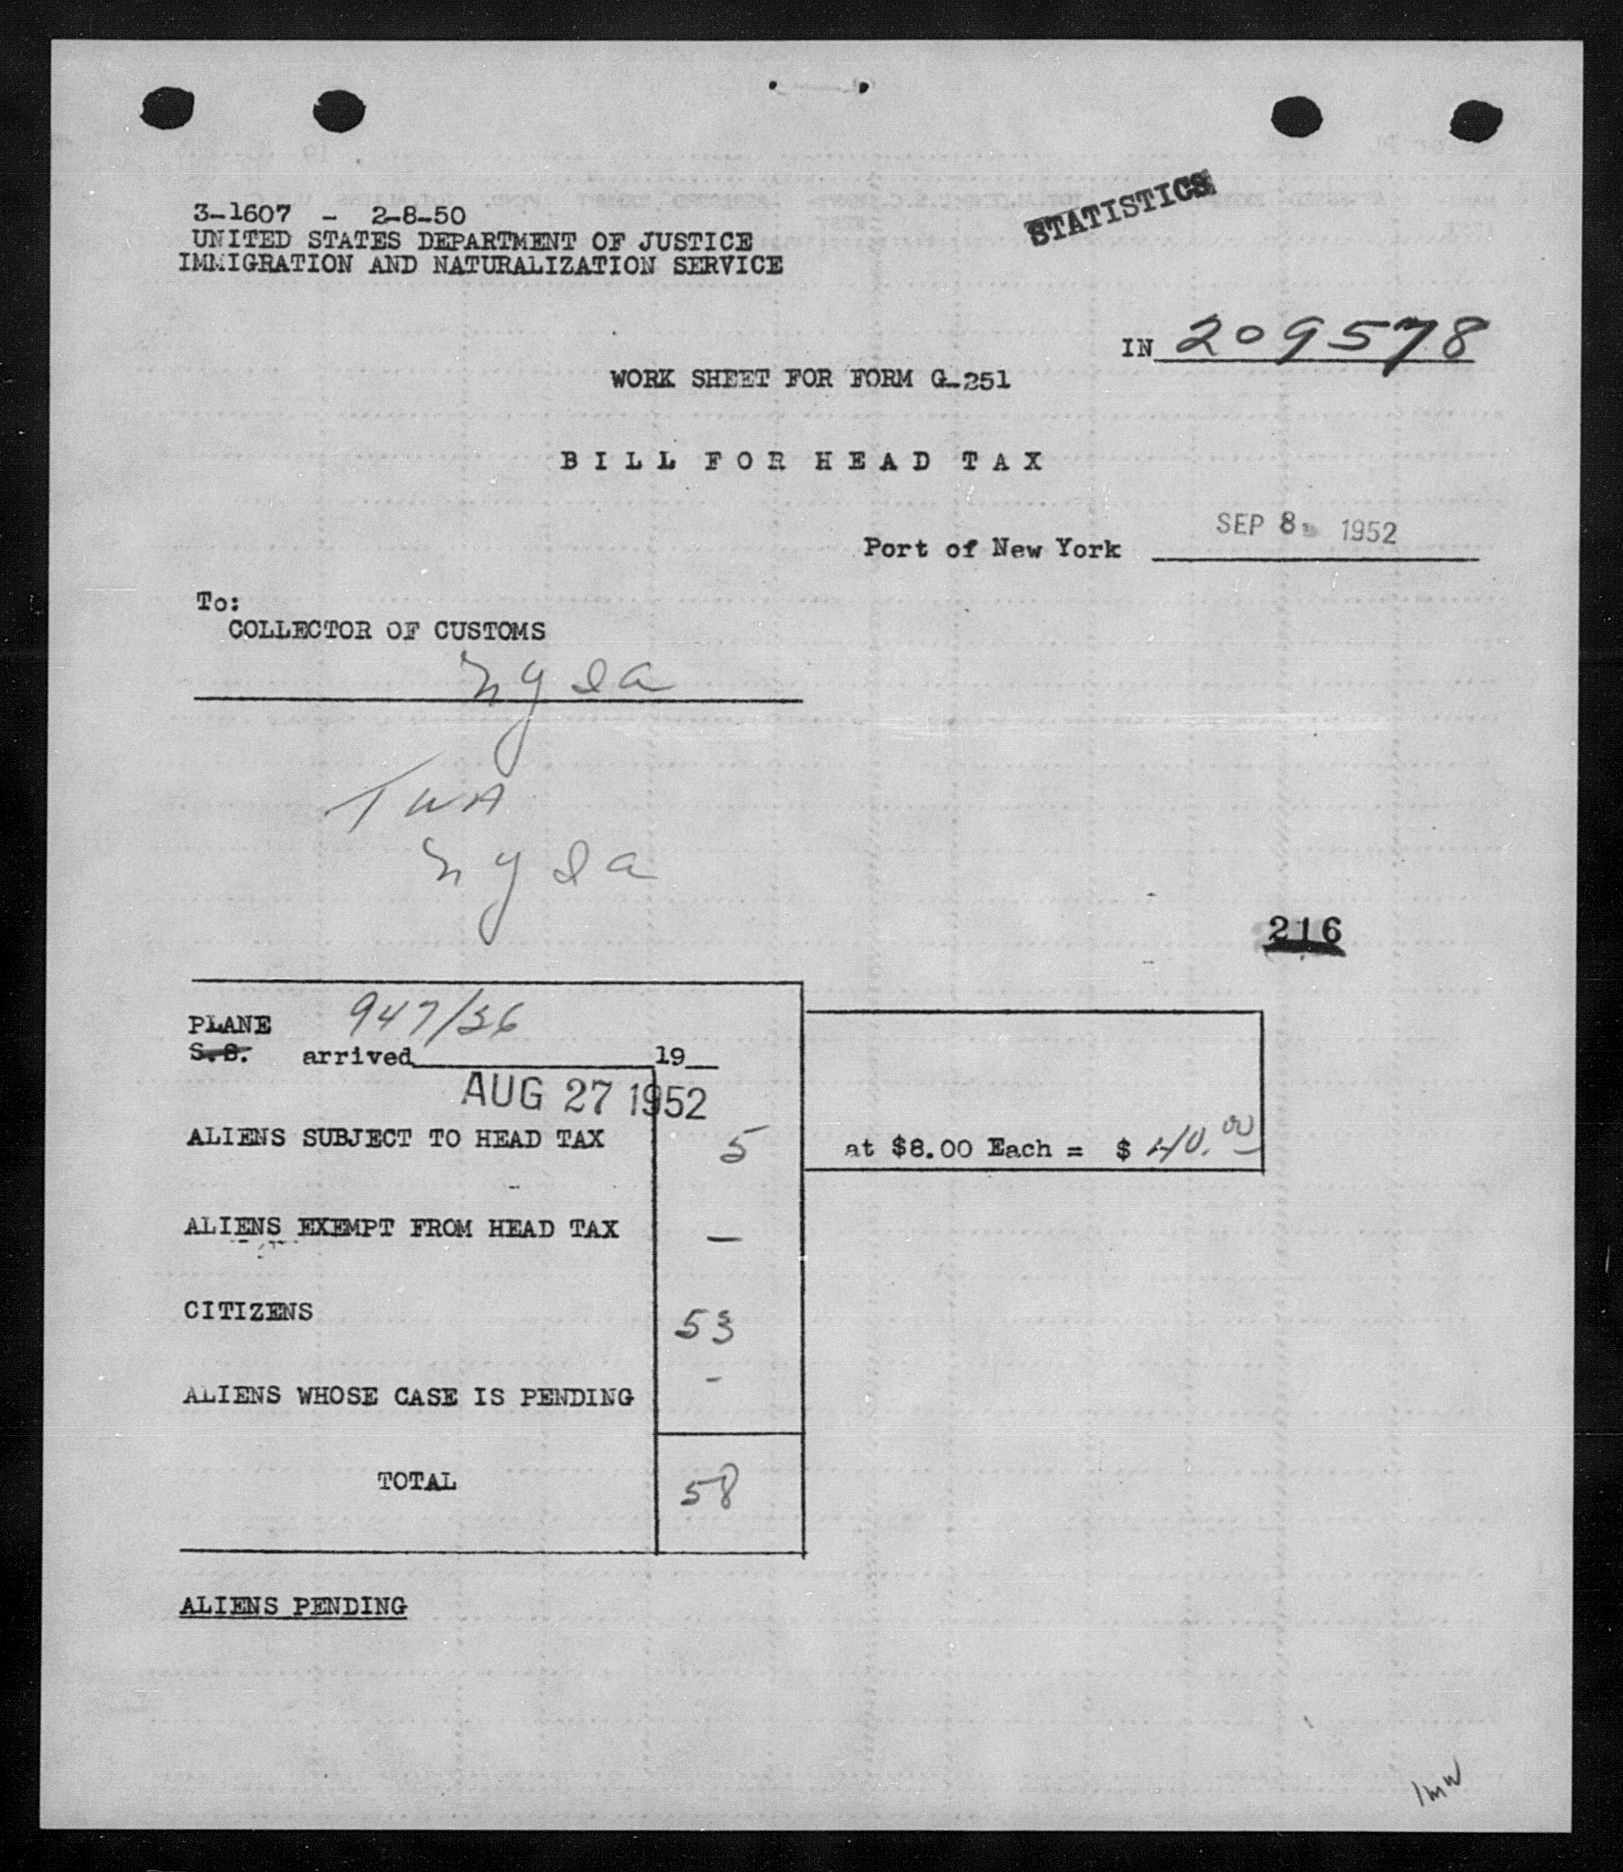 STATISTICS
3-1607 - 2-8-50
UNITED STATES DEPARTMENT OF JUSTICE
IMMIGRATION AND NATURALIZATION SERVICE
IN 209578
WORK SHEET FOR FORM G-251
BILL FOR HEAD TAX
Port of New York SEP 8 1952
To:
COLLECTOR OF CUSTOMS
TWA
216
PLANE 947/36
S.S. arrived 19
AUG 27 1952
ALIENS SUBJECT TO HEAD TAX 5 at $8.00 Each = $ 40.00
ALIENS EXEMPT FROM HEAD TAX —
CITIZENS 53
ALIENS WHOSE CASE IS PENDING -
TOTAL 58
ALIENS PENDING